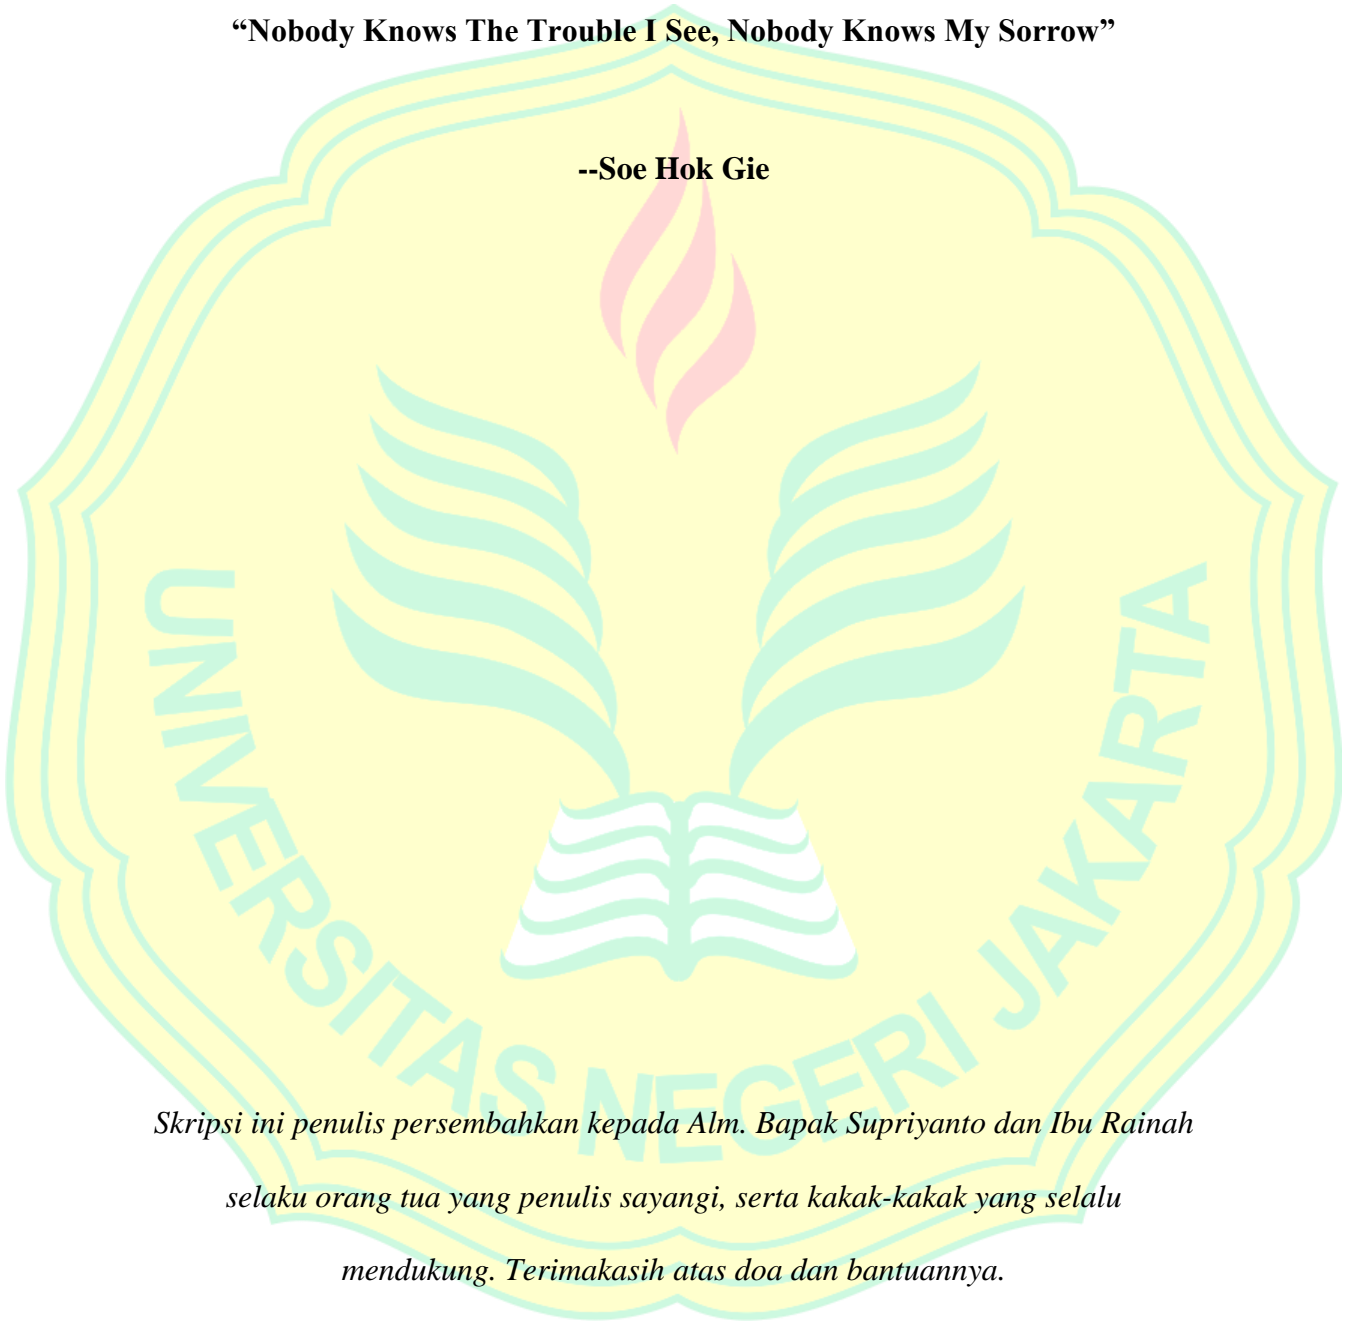 “Nobody Knows The Trouble I See, Nobody Knows My Sorrow”
--Soe Hok Gie
UNIVERSITAS NEGERI JAKARTA
Skripsi ini penulis persembahkan kepada Alm. Bapak Supriyanto dan Ibu Rainah
selaku orang tua yang penulis sayangi, serta kakak-kakak yang selalu
mendukung. Terimakasih atas doa dan bantuannya.